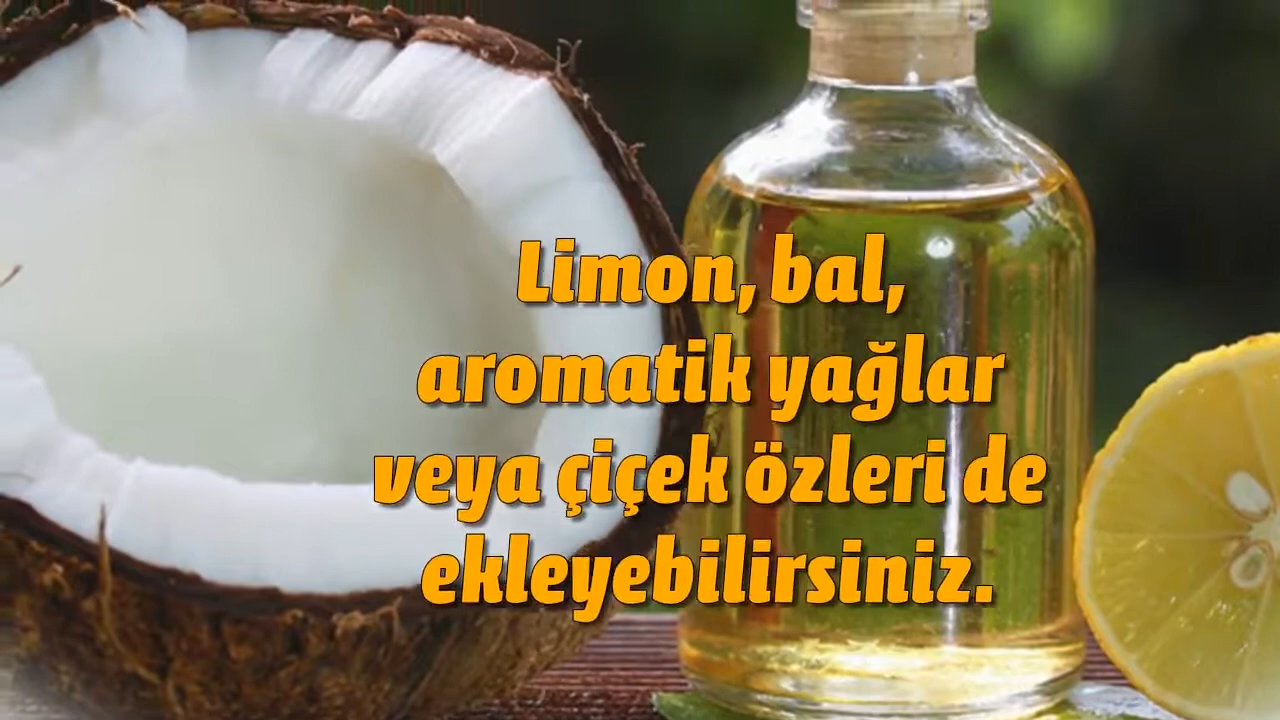 Limon, bal,
aromatik yağlar
veya çiçek özleri de
ekleyebilirsiniz.